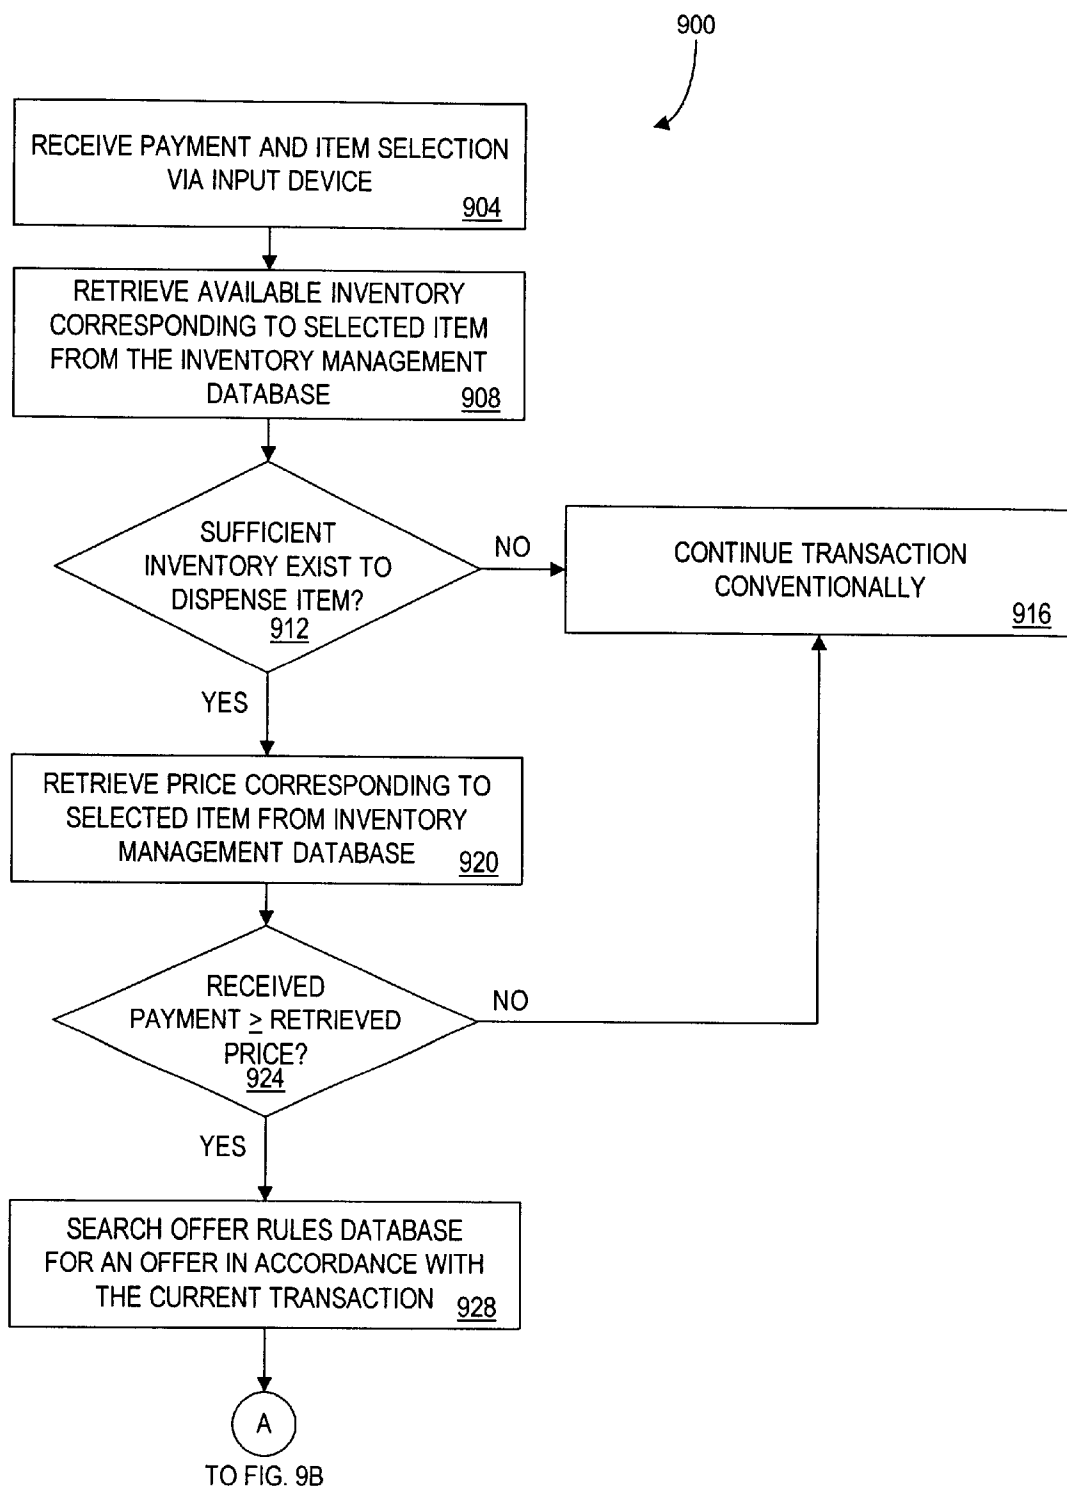 900
RECEIVE PAYMENT AND ITEM SELECTION
VIA INPUT DEVICE
904
RETRIEVE AVAILABLE INVENTORY
CORRESPONDING TO SELECTED ITEM
FROM THE INVENTORY MANAGEMENT
DATABASE
908
SUFFICIENT
INVENTORY EXIST TO
DISPENSE ITEM?
912
NO
CONTINUE TRANSACTION
CONVENTIONALLY
916
YES
RETRIEVE PRICE CORRESPONDING TO
SELECTED ITEM FROM INVENTORY
MANAGEMENT DATABASE
920
RECEIVED
PAYMENT ≥ RETRIEVED
PRICE?
924
NO
YES
SEARCH OFFER RULES DATABASE
FOR AN OFFER IN ACCORDANCE WITH
THE CURRENT TRANSACTION
928
A
TO FIG. 9B